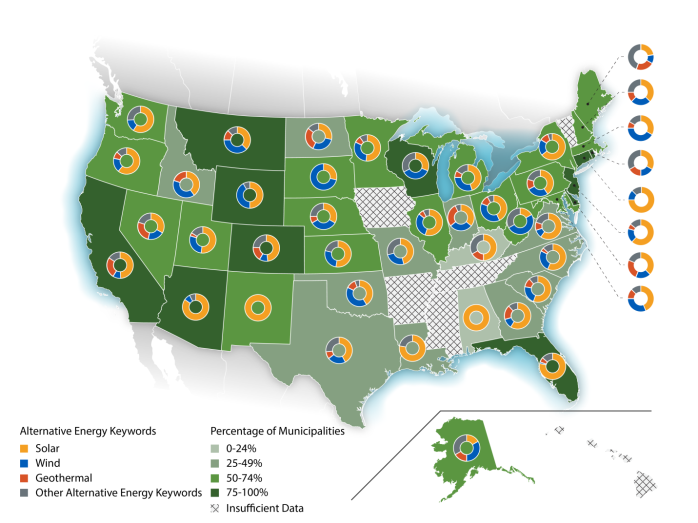 Alternative Energy Keywords
Solar
Wind
Geothermal
Other Alternative Energy Keywords
Percentage of Municipalities
0-24%
25-49%
50-74%
75-100%
Insufficient Data